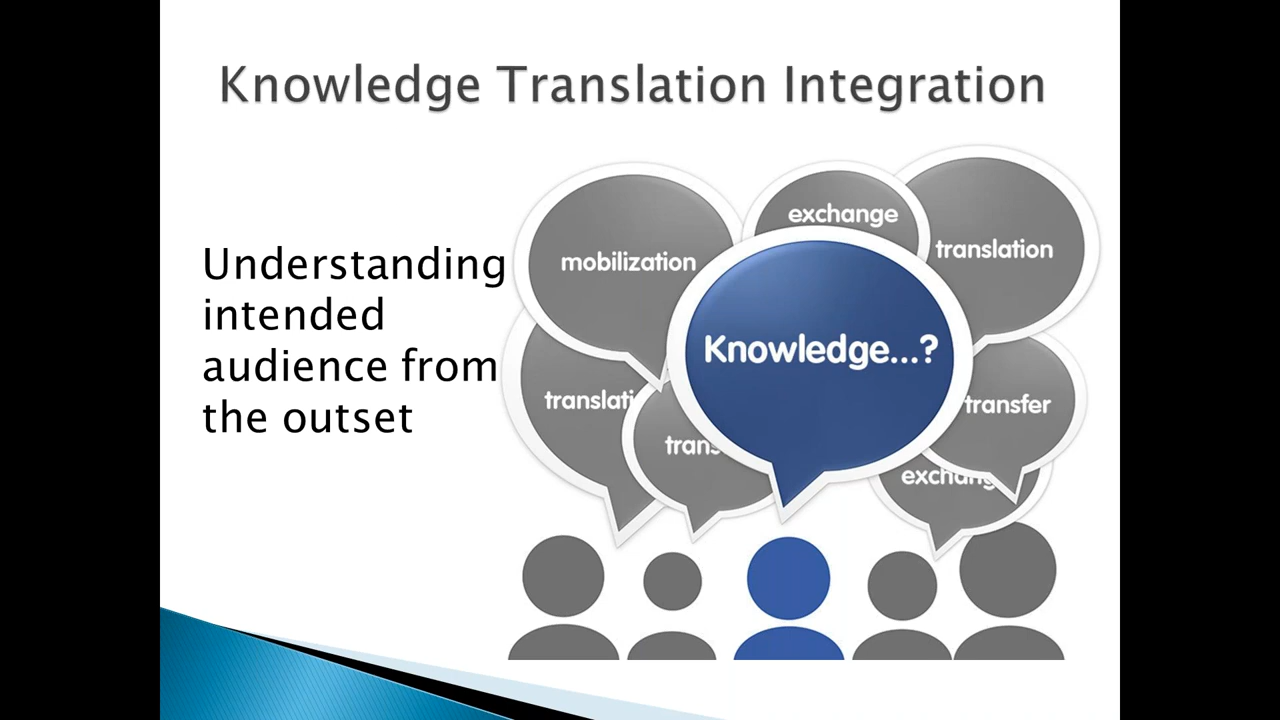 Knowledge Translation Integration
Understanding
intended
audience from
the outset
mobilization
exchange
translation
Knowledge...?
transfer